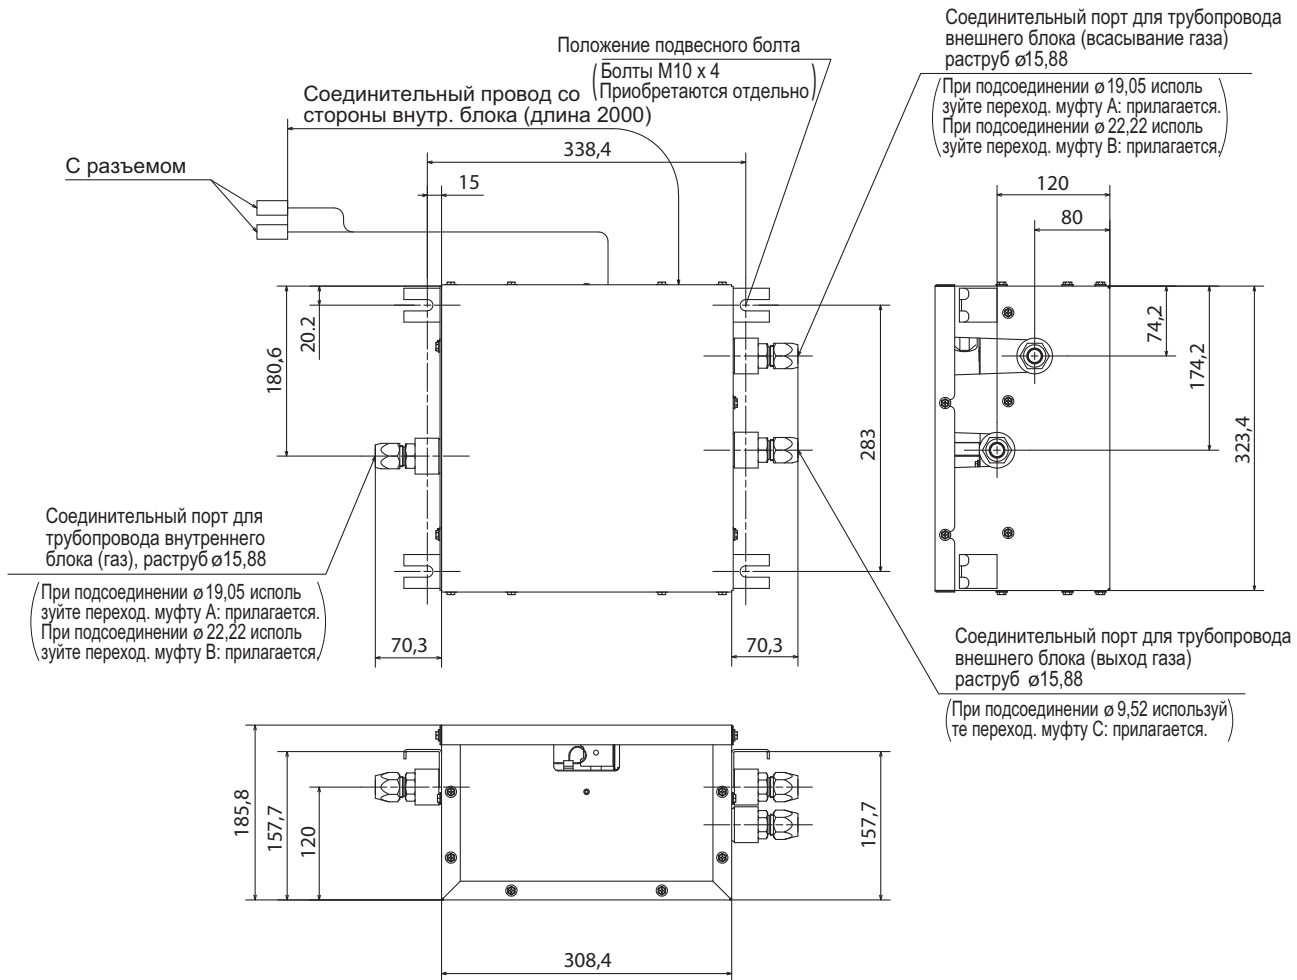 Соединительный порт для трубопровода
внешнего блока (всасывание газа)
раструб ø15,88
(При подсоединении ø 19,05 исполь
зуйте переход. муфту A: прилагается.
При подсоединении ø 22,22 исполь
зуйте переход. муфту B: прилагается.)
Положение подвесного болта
(Болты M10 x 4
Приобретаются отдельно)
Соединительный провод со
стороны внутр. блока (длина 2000)
С разъемом
338,4
15
120
80
20.2
180,6
283
74,2
174,2
323,4
Соединительный порт для
трубопровода внутреннего
блока (газ), раструб ø15,88
(При подсоединении ø 19,05 исполь
зуйте переход. муфту A: прилагается.
При подсоединении ø 22,22 исполь
зуйте переход. муфту B: прилагается.)
70,3
70,3
Соединительный порт для трубопровода
внешнего блока (выход газа)
раструб ø15,88
(При подсоединении ø 9,52 используй
те переход. муфту C: прилагается.)
185,8
157,7
120
157,7
308,4